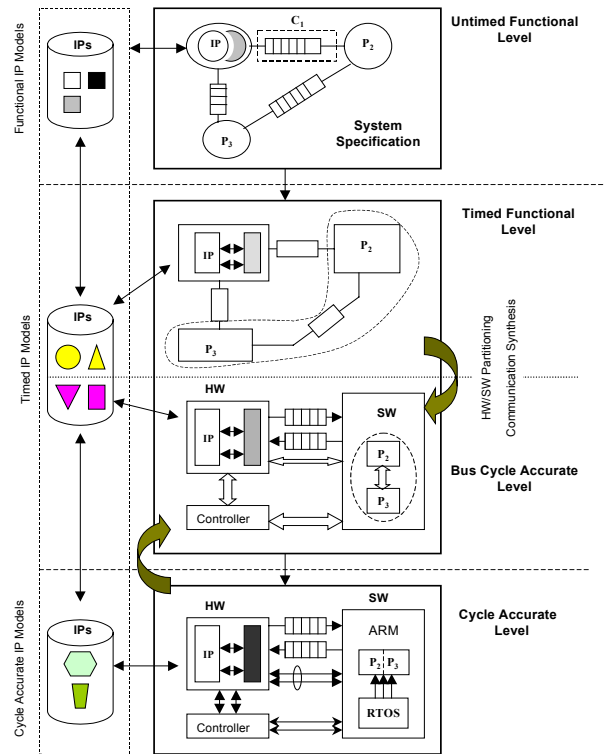 Functional IP Models
IPs
IP
C1
P2
P3
System
Specification
Untimed Functional
Level
Timed IP Models
IPs
IP
P2
P3
Timed Functional
Level
HW/SW Partitioning
Communication Synthesis
HW
IP
Controller
SW
P2
P3
Bus Cycle Accurate
Level
Cycle Accurate IP Models
IPs
HW
IP
Controller
SW
ARM
P2 P3
RTOS
Cycle Accurate
Level